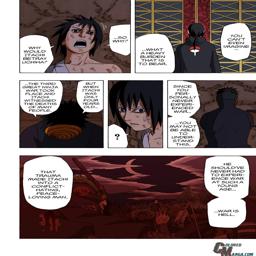 YOU
CAN'T
EVEN
IMAGINE
WHAT
A HEAVY
BURDEN
THAT IS
TO BEAR.
...SO
WHY?
WHY
WOULD
ITACHI
BETRAY
KONOHA?
SINCE
YOU
PER-
SONALLY
NEVER
EXPERI-
ENCED
WAR...
YOU MAY
NOT BE
ABLE TO
UNDER-
STAND
THIS...
BUT WHEN
ITACHI
WAS ONLY
FOUR
YEARS
OLD...
...THE THIRD
GREAT NINJA
WAR TOOK
PLACE AND
ITACHI
WITNESSED
THE DEATHS
OF MANY
PEOPLE.
?
HE
SHOULD'VE
NEVER HAD
TO EXPERI-
ENCE WAR
AT SUCH
A YOUNG
AGE...
...WAR IS
HELL.
THAT
TRAUMA
MADE ITACHI
INTO A
CONFLICT-
HATING,
PEACE-
LOVING MAN.
COLORED
MANGA.COM